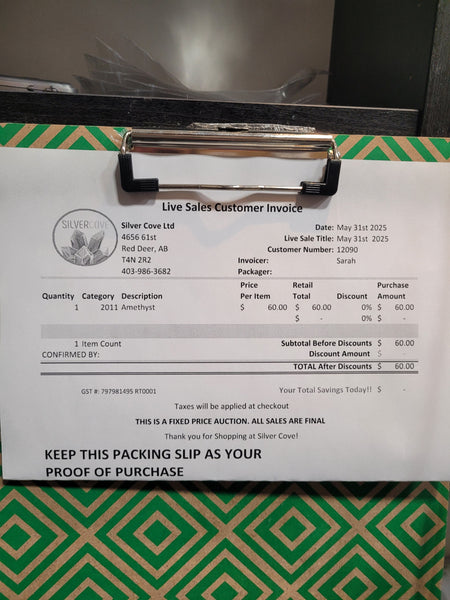 Live Sales Customer Invoice
SILVERCOVE
Silver Cove Ltd
4656 61st
Red Deer, AB
T4N 2R2
403-986-3682
Date: May 31st 2025
Live Sale Title: May 31st 2025
Customer Number: 12090
Invoicer: Sarah
Packager:
Quantity Category Description Price Per Item Retail Total Discount Purchase Amount
1 2011 Amethyst $ 60.00 $ 60.00 0% $ 60.00
$ - 0% $ -
1 Item Count Subtotal Before Discounts $ 60.00
CONFIRMED BY: Discount Amount $ -
TOTAL After Discounts $ 60.00
GST #: 797981495 RT0001 Your Total Savings Today!! $ -
Taxes will be applied at checkout
THIS IS A FIXED PRICE AUCTION. ALL SALES ARE FINAL
Thank you for Shopping at Silver Cove!
KEEP THIS PACKING SLIP AS YOUR
PROOF OF PURCHASE